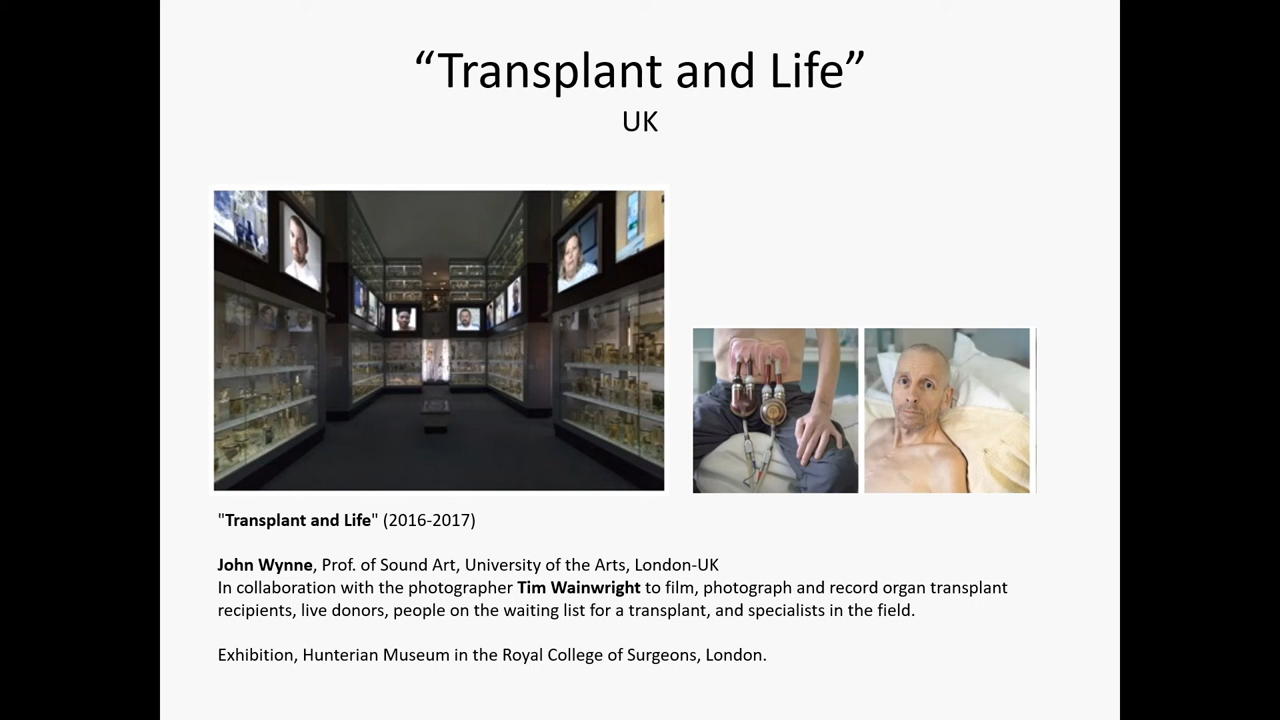 “Transplant and Life”
UK
"Transplant and Life" (2016-2017)
John Wynne, Prof. of Sound Art, University of the Arts, London-UK
In collaboration with the photographer Tim Wainwright to film, photograph and record organ transplant
recipients, live donors, people on the waiting list for a transplant, and specialists in the field.
Exhibition, Hunterian Museum in the Royal College of Surgeons, London.